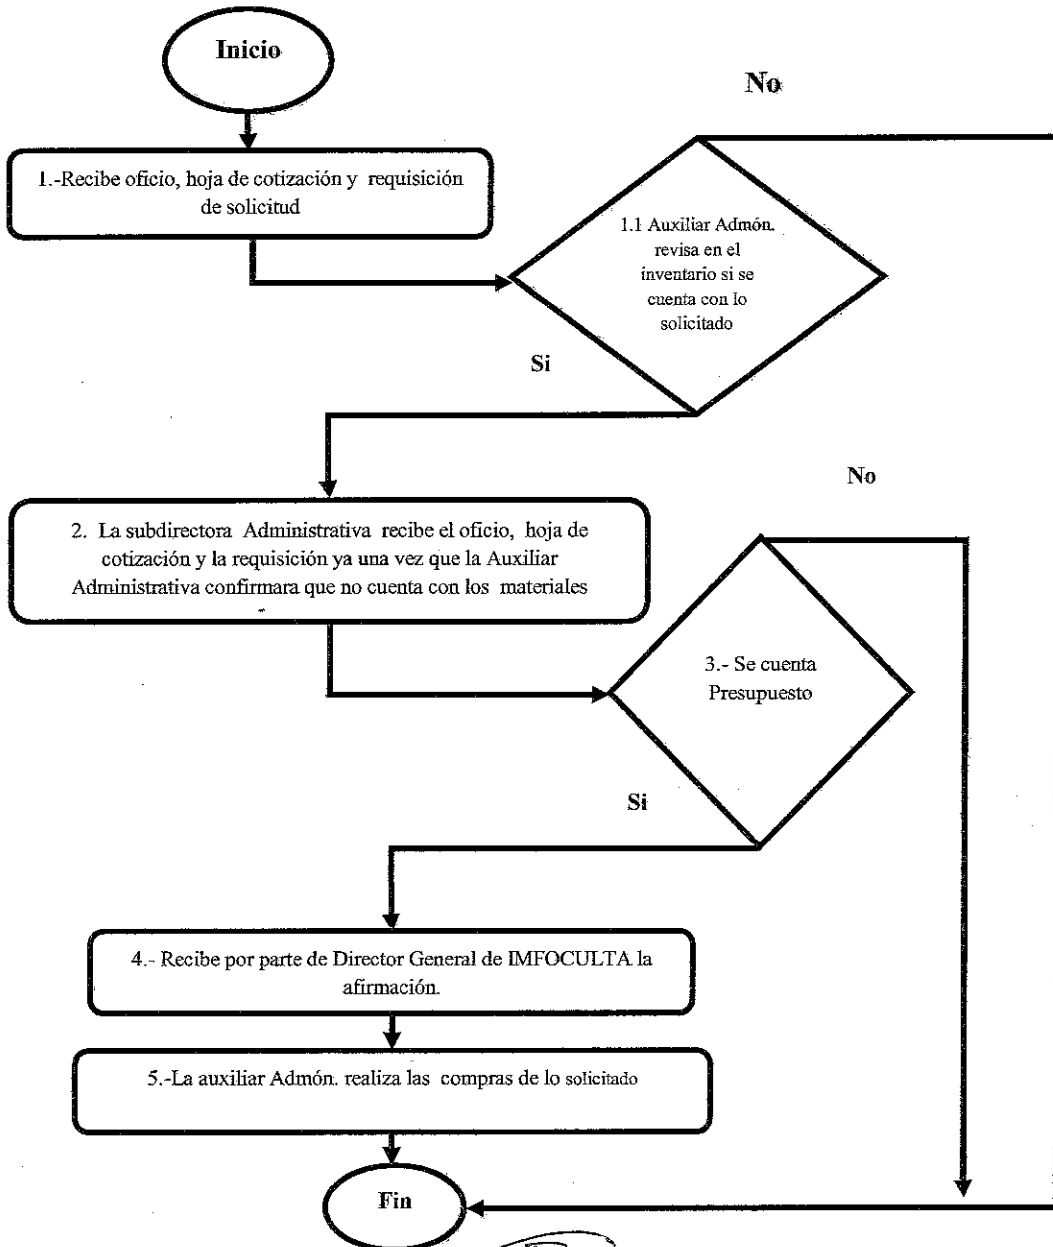 Inicio
No
1.-Recibe oficio, hoja de cotización y requisición
de solicitud
1.1 Auxiliar Admón.
revisa en el
inventario si se
cuenta con lo
solicitado
Si
No
2. La subdirectora Administrativa recibe el oficio, hoja de
cotización y la requisición ya una vez que la Auxiliar
Administrativa confirmara que no cuenta con los materiales
3.- Se cuenta
Presupuesto
Si
4.- Recibe por parte de Director General de IMFOCULTA la
afirmación.
5.-La auxiliar Admón. realiza las compras de lo solicitado
Fin